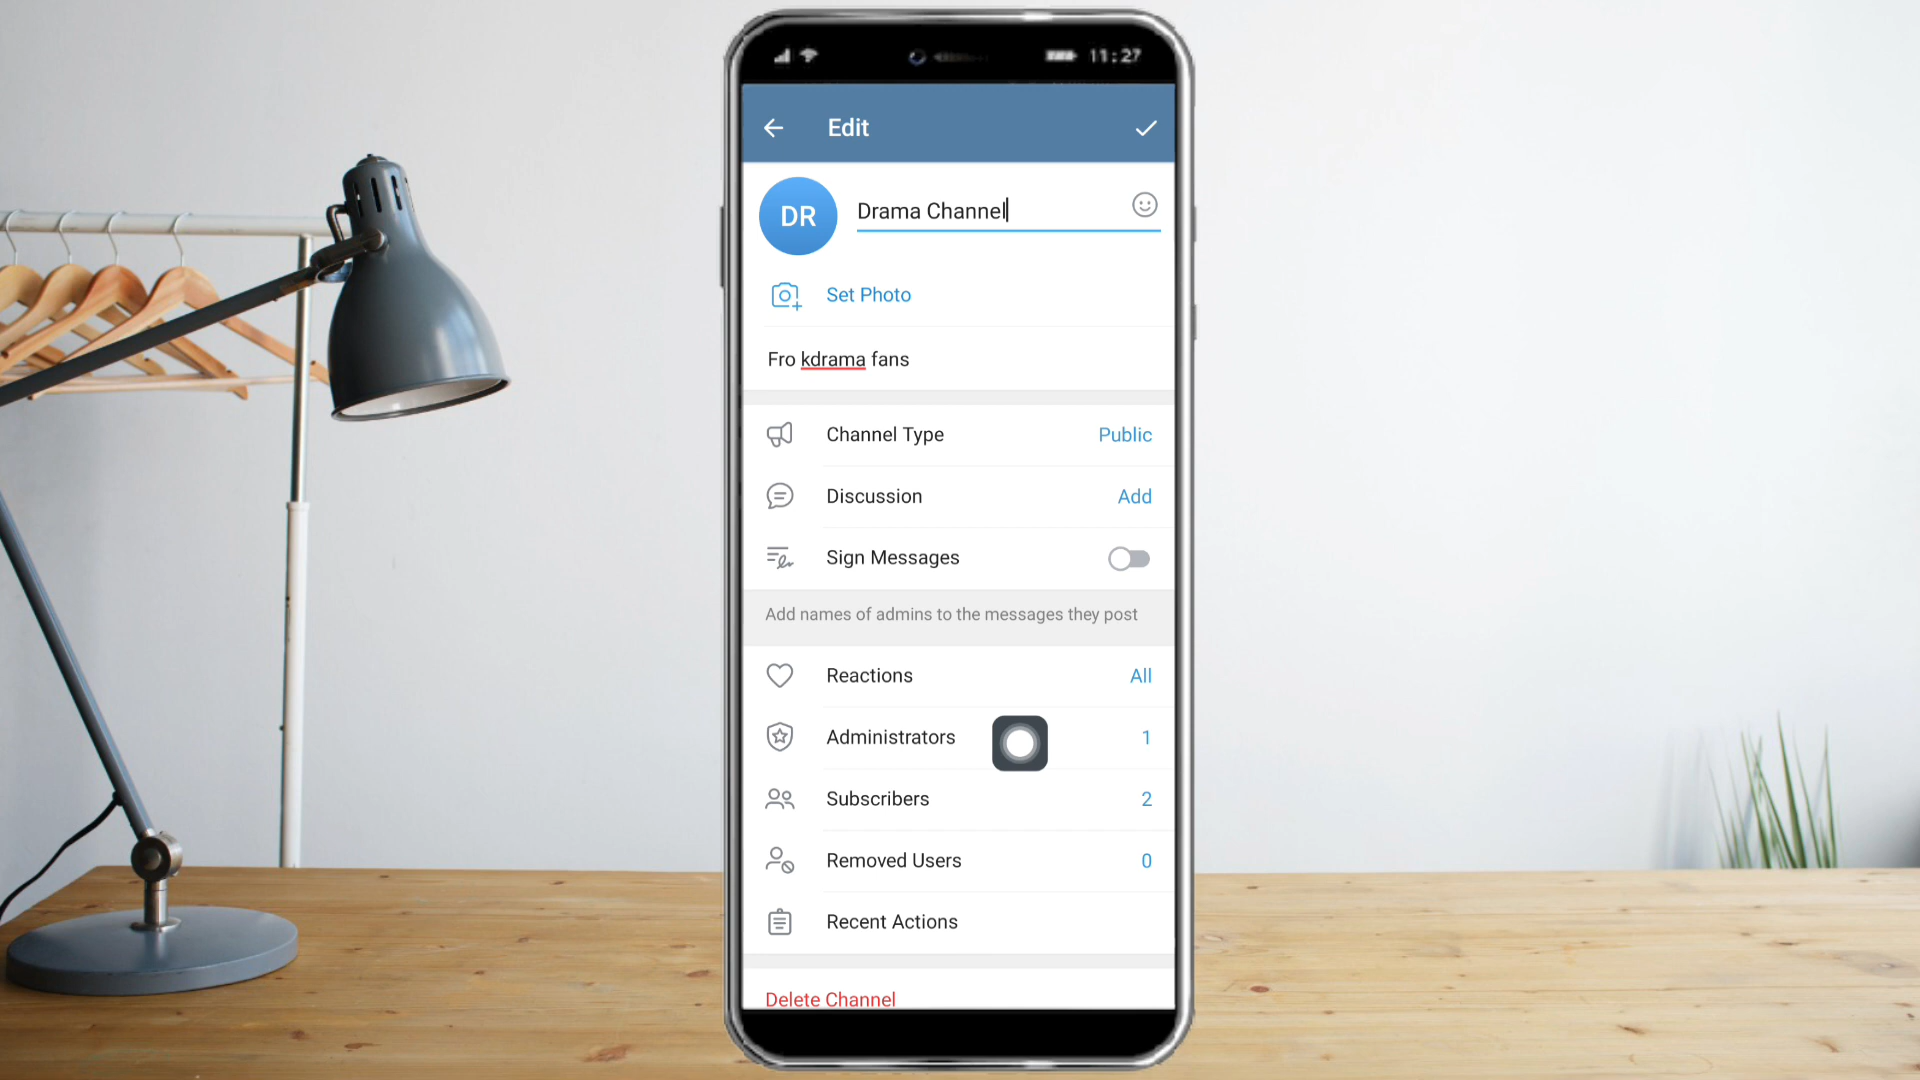 11:27
Edit
DR
Drama Channel
Set Photo
Fro kdrama fans
Channel Type Public
Discussion Add
Sign Messages
Add names of admins to the messages they post
Reactions All
Administrators 1
Subscribers 2
Removed Users 0
Recent Actions
Delete Channel